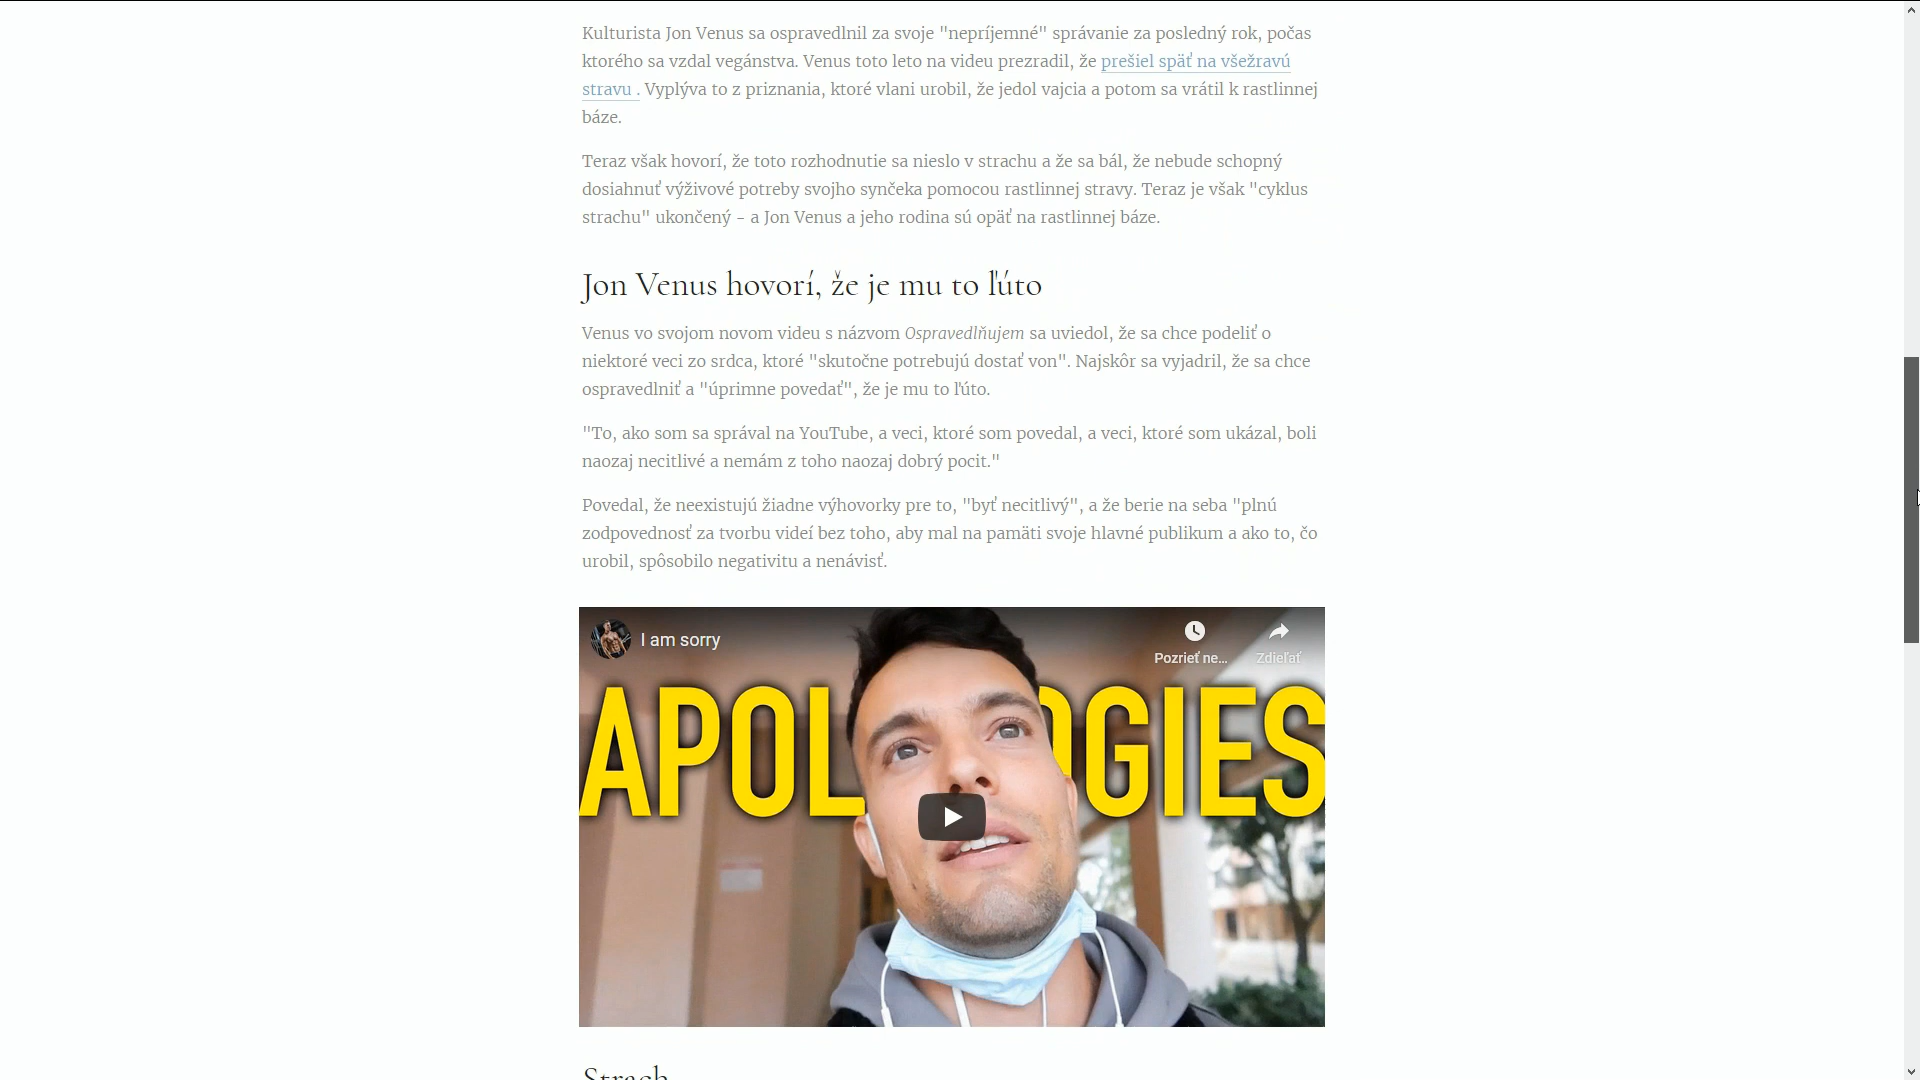 Kulturista Jon Venus sa ospravedlnil za svoje "nepríjemné" správanie za posledný rok, počas
ktorého sa vzdal vegánstva. Venus toto leto na videu prezradil, že prešiel späť na všežravú
stravu . Vyplýva to z priznania, ktoré vlani urobil, že jedol vajcia a potom sa vrátil k rastlinnej
báze.
Teraz však hovorí, že toto rozhodnutie sa nieslo v strachu a že sa bál, že nebude schopný
dosiahnuť výživové potreby svojho synčeka pomocou rastlinnej stravy. Teraz je však "cyklus
strachu" ukončený - a Jon Venus a jeho rodina sú opäť na rastlinnej báze.
Jon Venus hovorí, že je mu to ľúto
Venus vo svojom novom videu s názvom Ospravedlňujem sa uviedol, že sa chce podeliť o
niektoré veci zo srdca, ktoré "skutočne potrebujú dostať von". Najskôr sa vyjadril, že sa chce
ospravedlniť a "úprimne povedať", že je mu to ľúto.
"To, ako som sa správal na YouTube, a veci, ktoré som povedal, a veci, ktoré som ukázal, boli
naozaj necitlivé a nemám z toho naozaj dobrý pocit."
Povedal, že neexistujú žiadne výhovorky pre to, "byť necitlivý", a že berie na seba "plnú
zodpovednosť za tvorbu videí bez toho, aby mal na pamäti svoje hlavné publikum a ako to, čo
urobil, spôsobilo negativitu a nenávisť.
I am sorry
Pozrieť ne...
Zdieľať
APOLOGIES
Strach